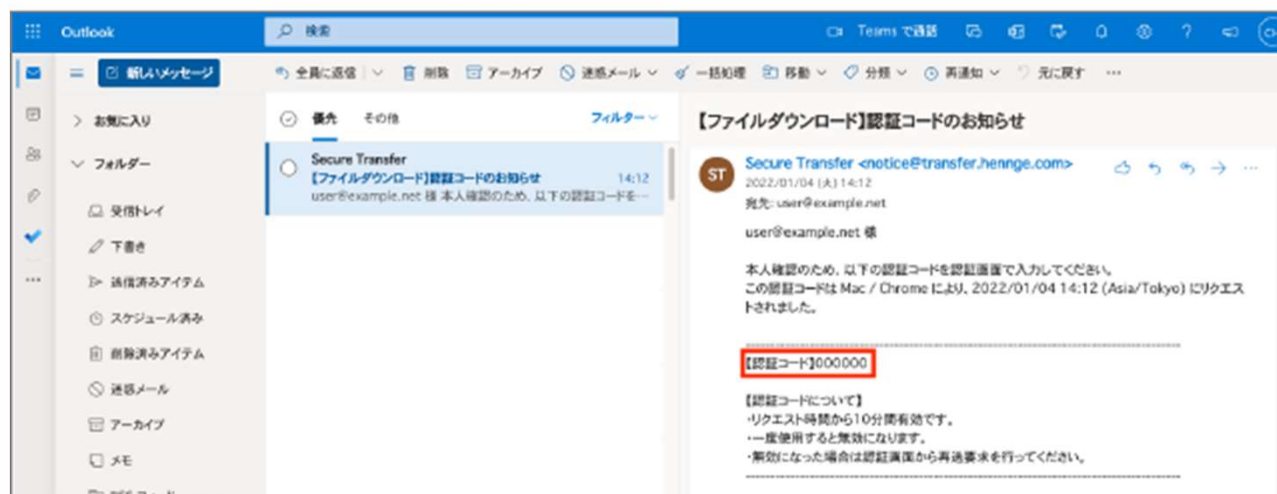 Outlook
検索
Teams で通話
新しいメッセージ
全員に返信
削除
アーカイブ
迷惑メール
一括処理
移動
分類
再通知
元に戻す
お気に入り
フォルダー
受信トレイ
下書き
送信済みアイテム
スケジュール済み
削除済みアイテム
迷惑メール
アーカイブ
メモ
優先 その他 フィルター
Secure Transfer
【ファイルダウンロード】認証コードのお知らせ 14:12
user@example.net 様 本人確認のため、以下の認証コードを…
【ファイルダウンロード】認証コードのお知らせ
ST
Secure Transfer <notice@transfer.hennge.com>
2022/01/04 (火) 14:12
宛先: user@example.net
user@example.net 様
本人確認のため、以下の認証コードを認証画面で入力してください。
この認証コードは Mac / Chrome により、2022/01/04 14:12 (Asia/Tokyo) にリクエス
トされました。
【認証コード】000000
【認証コードについて】
・リクエスト時間から10分間有効です。
・一度使用すると無効になります。
・無効になった場合は認証画面から再送要求を行ってください。